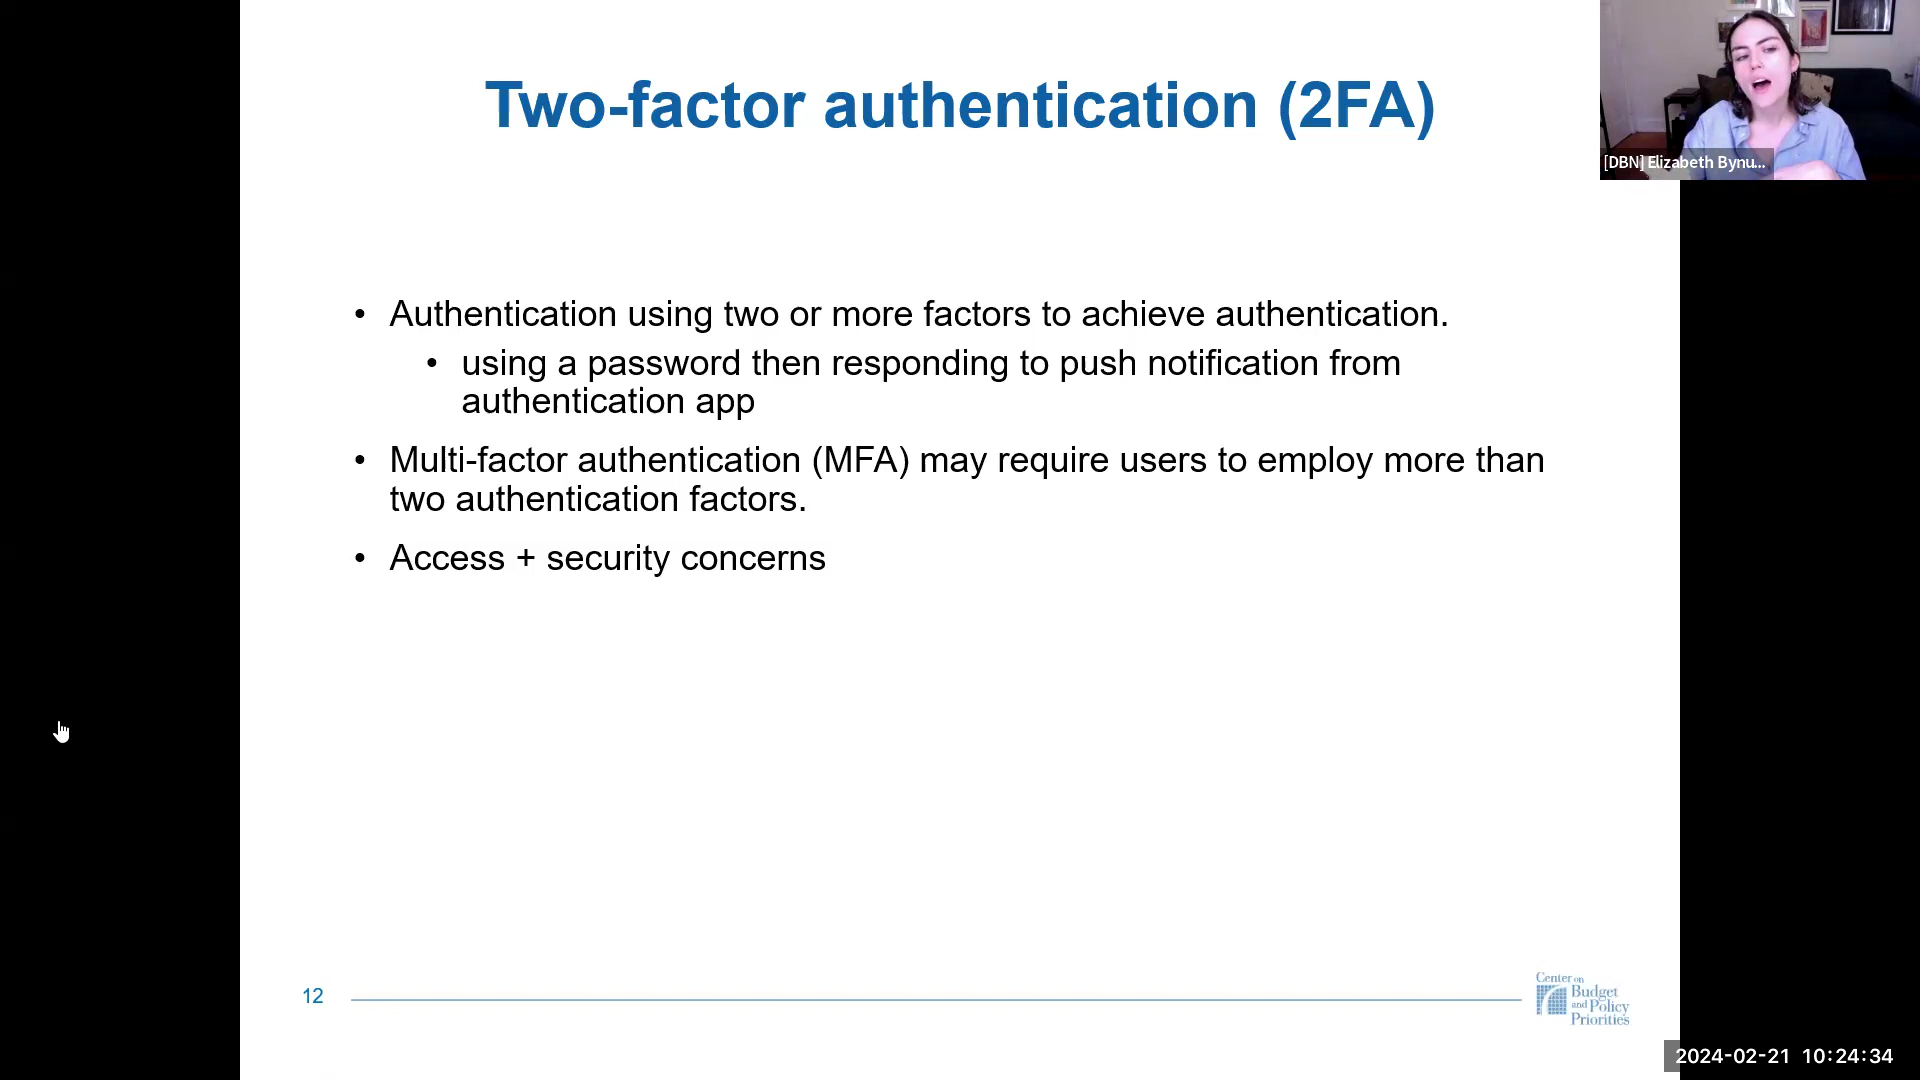 Two-factor authentication (2FA)
[DBN] Elizabeth Bynu...
• Authentication using two or more factors to achieve authentication.
• using a password then responding to push notification from
authentication app
• Multi-factor authentication (MFA) may require users to employ more than
two authentication factors.
• Access + security concerns
12
Center on
Budget
and Policy
Priorities
2024-02-21 10:24:34